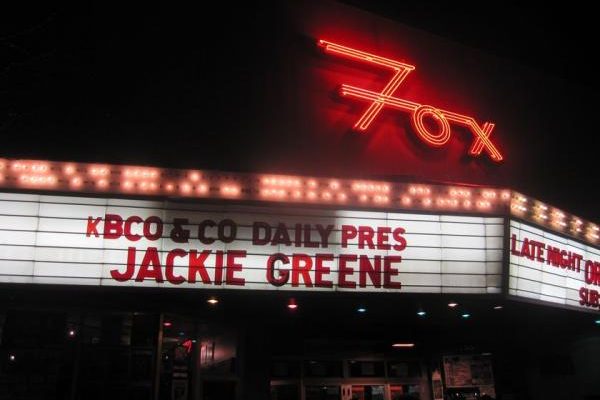 Fox
KBCO & CO DAILY PRES
JACKIE GREENE
LATE NIGHT